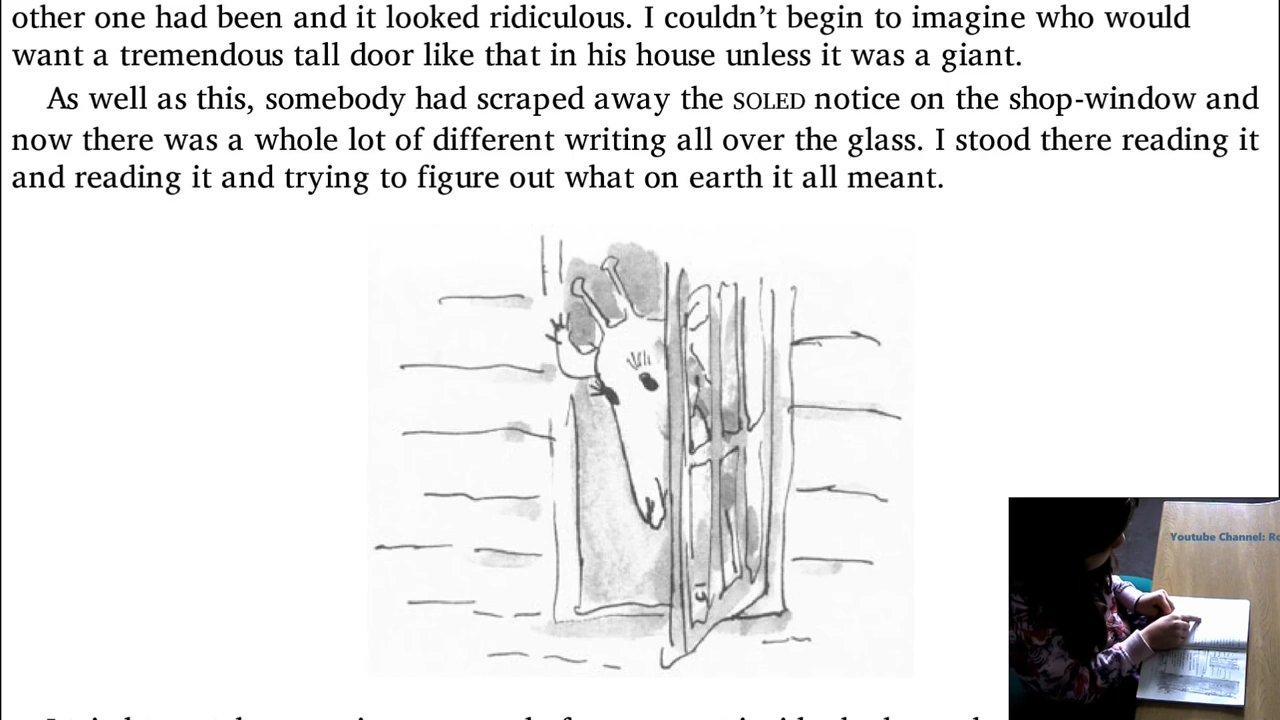 other one had been and it looked ridiculous. I couldn’t begin to imagine who would
want a tremendous tall door like that in his house unless it was a giant.
As well as this, somebody had scraped away the SOLED notice on the shop-window and
now there was a whole lot of different writing all over the glass. I stood there reading it
and reading it and trying to figure out what on earth it all meant.
Youtube Channel: